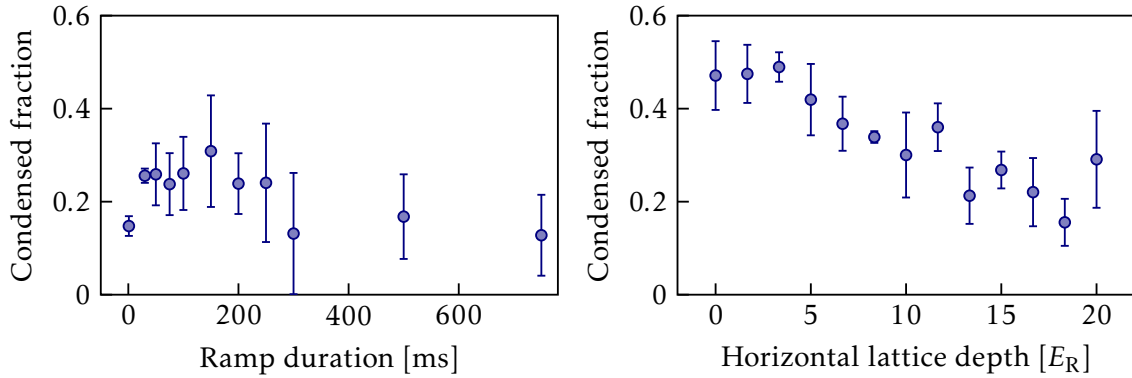 Condensed fraction
0.6
0.4
0.2
0
0 200 400 600
Ramp duration [ms]
Condensed fraction
0.6
0.4
0.2
0
0 5 10 15 20
Horizontal lattice depth [E_R]